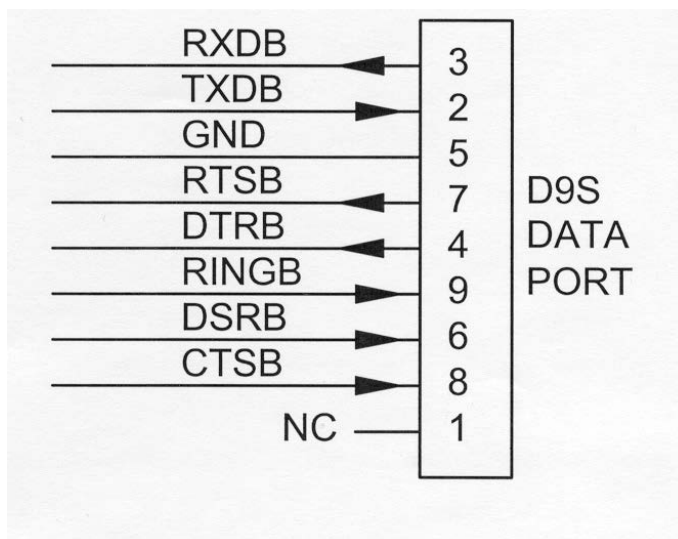 RXDB 3
TXDB 2
GND 5
RTSB 7
DTRB 4
RINGB 9
DSRB 6
CTSB 8
NC 1
D9S
DATA
PORT